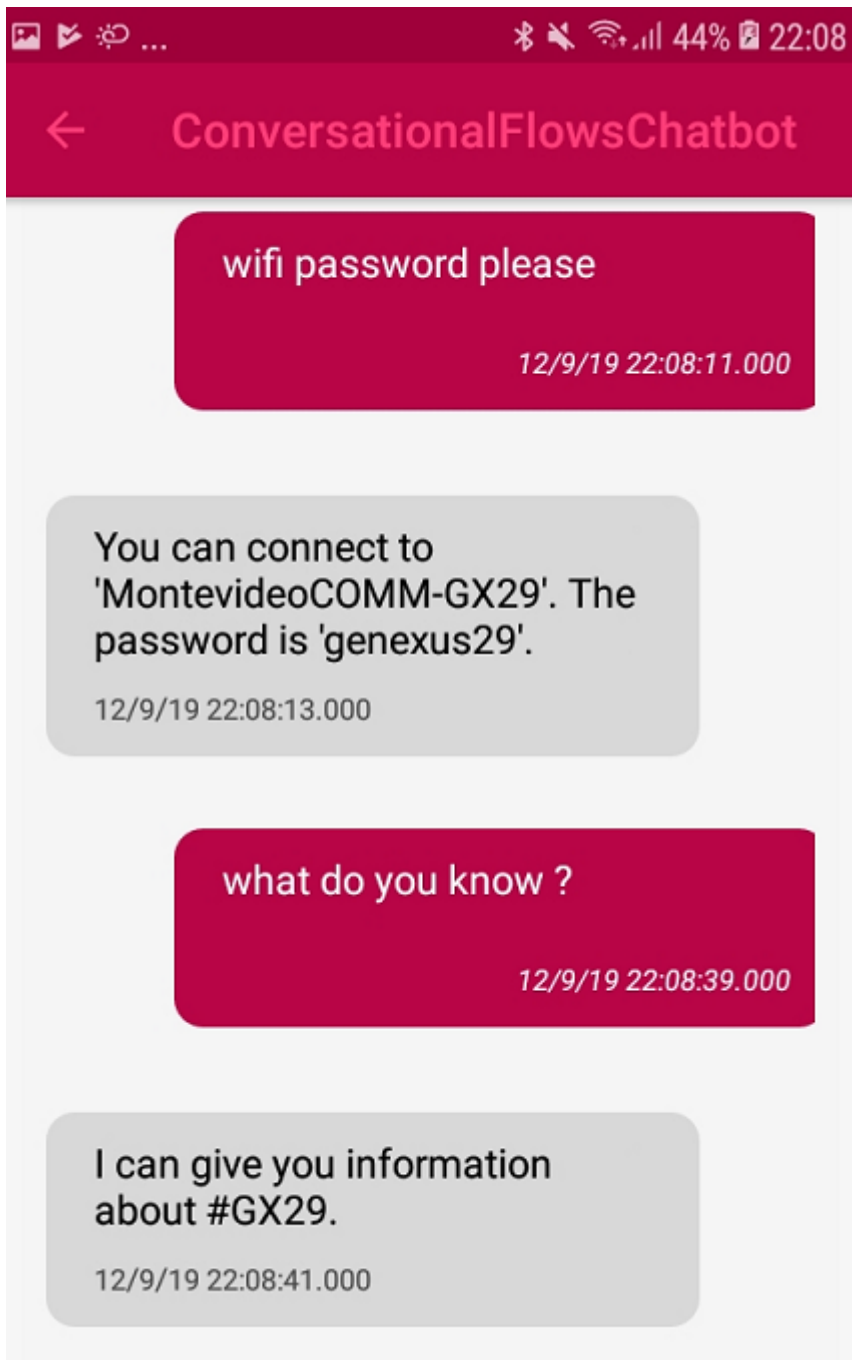 ... 44% 22:08
ConversationalFlowsChatbot
wifi password please
12/9/19 22:08:11.000
You can connect to
'MontevideoCOMM-GX29'. The
password is 'genexus29'.
12/9/19 22:08:13.000
what do you know ?
12/9/19 22:08:39.000
I can give you information
about #GX29.
12/9/19 22:08:41.000